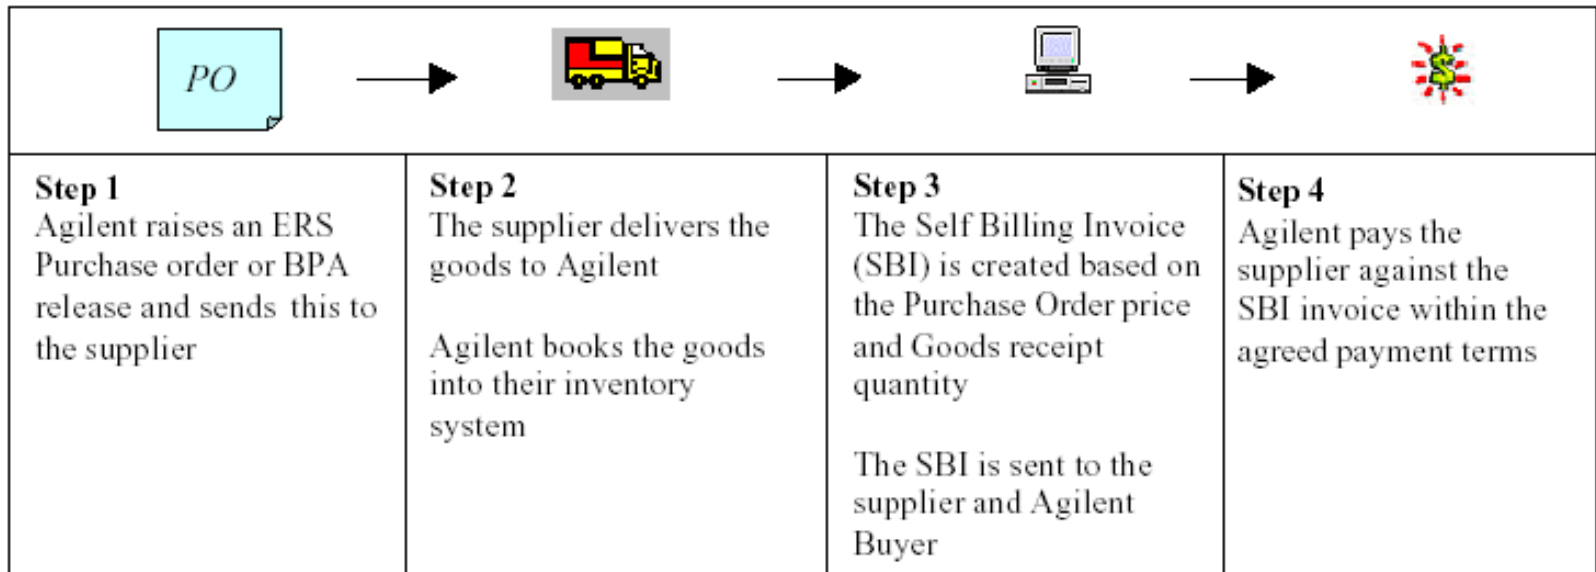 PO
Step 1
Agilent raises an ERS
Purchase order or BPA
release and sends this to
the supplier
Step 2
The supplier delivers the
goods to Agilent
Agilent books the goods
into their inventory
system
Step 3
The Self Billing Invoice
(SBI) is created based on
the Purchase Order price
and Goods receipt
quantity
The SBI is sent to the
supplier and Agilent
Buyer
Step 4
Agilent pays the
supplier against the
SBI invoice within the
agreed payment terms